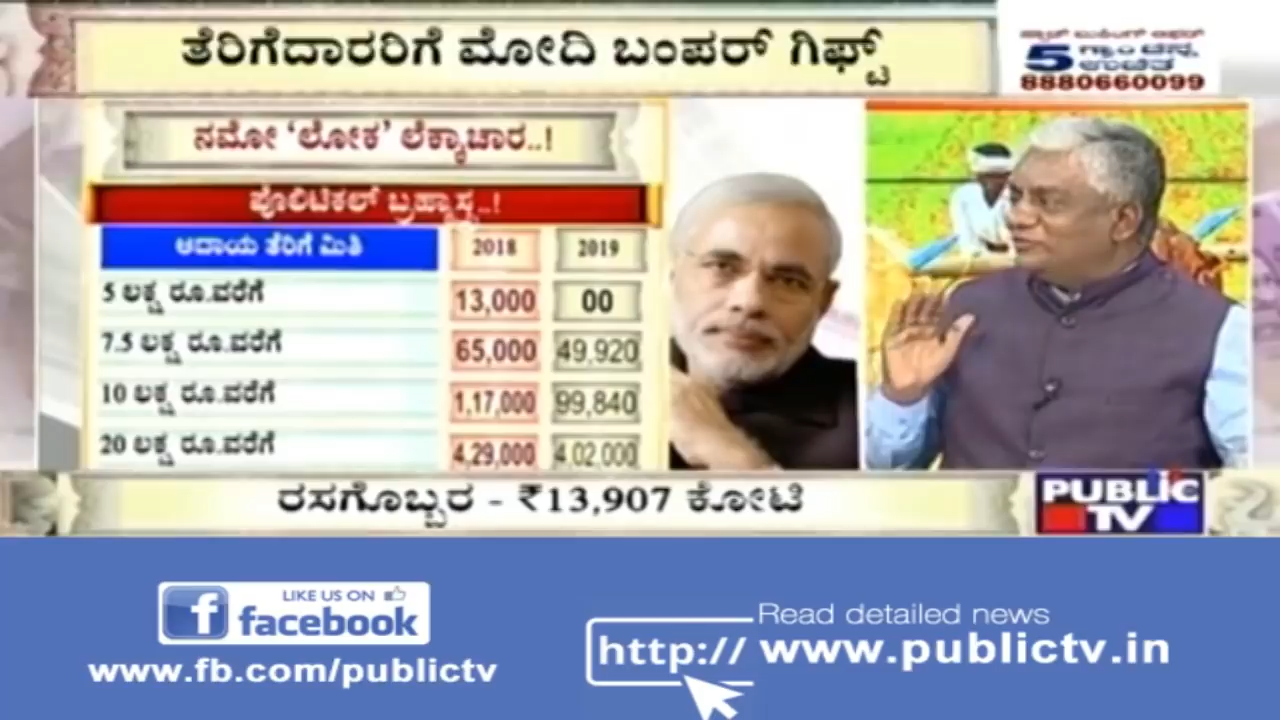 ತೆರಿಗೆದಾರರಿಗೆ ಮೋದಿ ಬಂಪರ್ ಗಿಫ್ಟ್
5 ಗ್ರಾಂ ಚಿನ್ನ
ಉಚಿತ
8880660099
ನಮೋ ‘ಲೋಕ’ ಲೆಕ್ಕಾಚಾರ..!
ಪೊಲಿಟಿಕಲ್ ಬ್ರಹ್ಮಾಸ್ತ್ರ..!
ಆದಾಯ ತೆರಿಗೆ ಮಿತಿ 2018 2019
5 ಲಕ್ಷ ರೂ.ವರೆಗೆ 13,000 00
7.5 ಲಕ್ಷ ರೂ.ವರೆಗೆ 65,000 49,920
10 ಲಕ್ಷ ರೂ.ವರೆಗೆ 1,17,000 99,840
20 ಲಕ್ಷ ರೂ.ವರೆಗೆ 4,29,000 4,02,000
ರಸಗೊಬ್ಬರ - ₹13,907 ಕೋಟಿ
PUBLiC
TV
LIKE US ON
facebook
www.fb.com/publictv
Read detailed news
http:// www.publictv.in